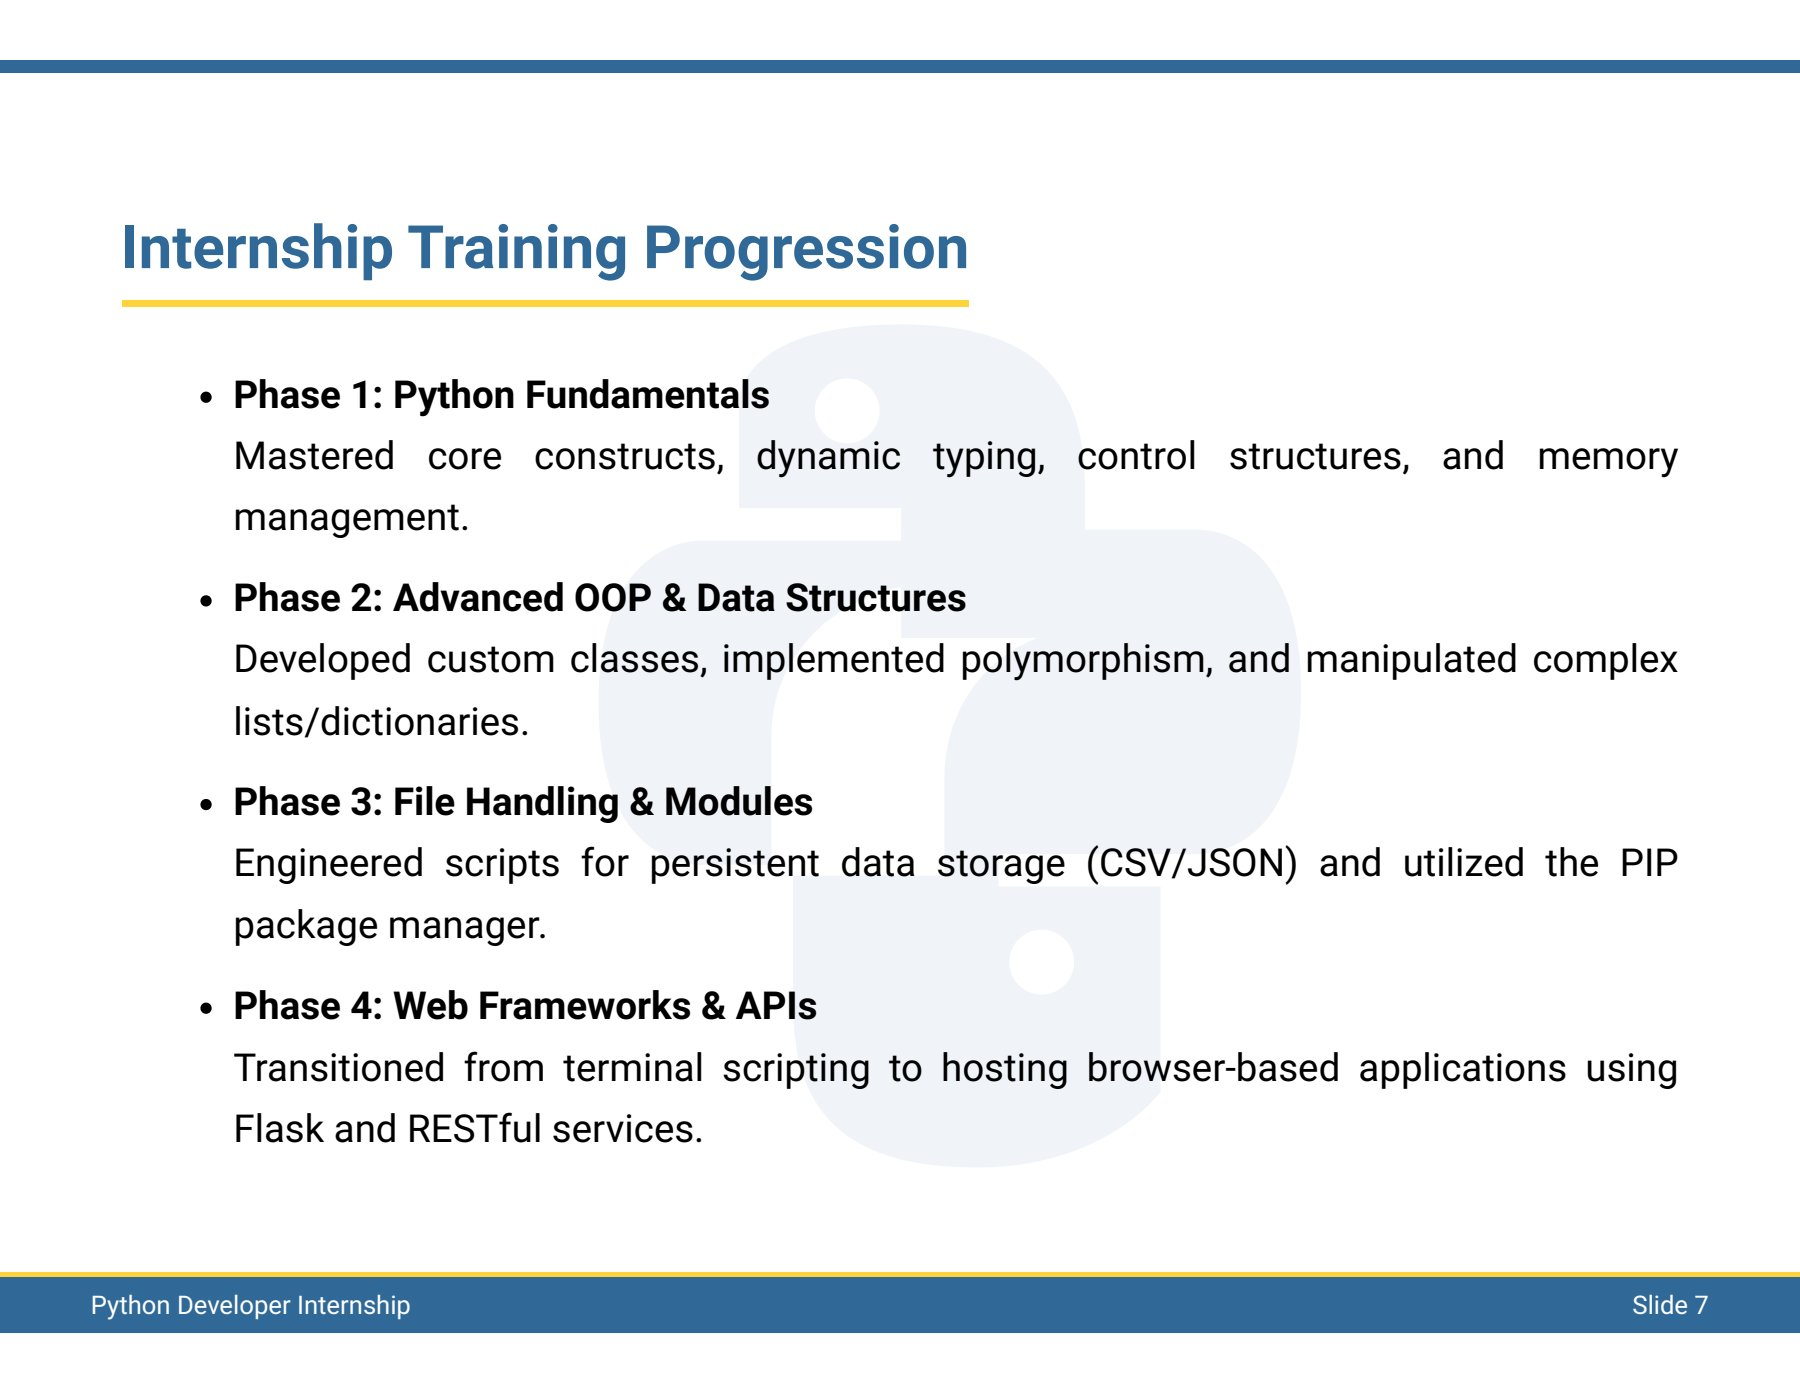 Internship Training Progression
• Phase 1: Python Fundamentals
Mastered core constructs, dynamic typing, control structures, and memory
management.
• Phase 2: Advanced OOP & Data Structures
Developed custom classes, implemented polymorphism, and manipulated complex
lists/dictionaries.
• Phase 3: File Handling & Modules
Engineered scripts for persistent data storage (CSV/JSON) and utilized the PIP
package manager.
• Phase 4: Web Frameworks & APIs
Transitioned from terminal scripting to hosting browser-based applications using
Flask and RESTful services.
Python Developer Internship
Slide 7